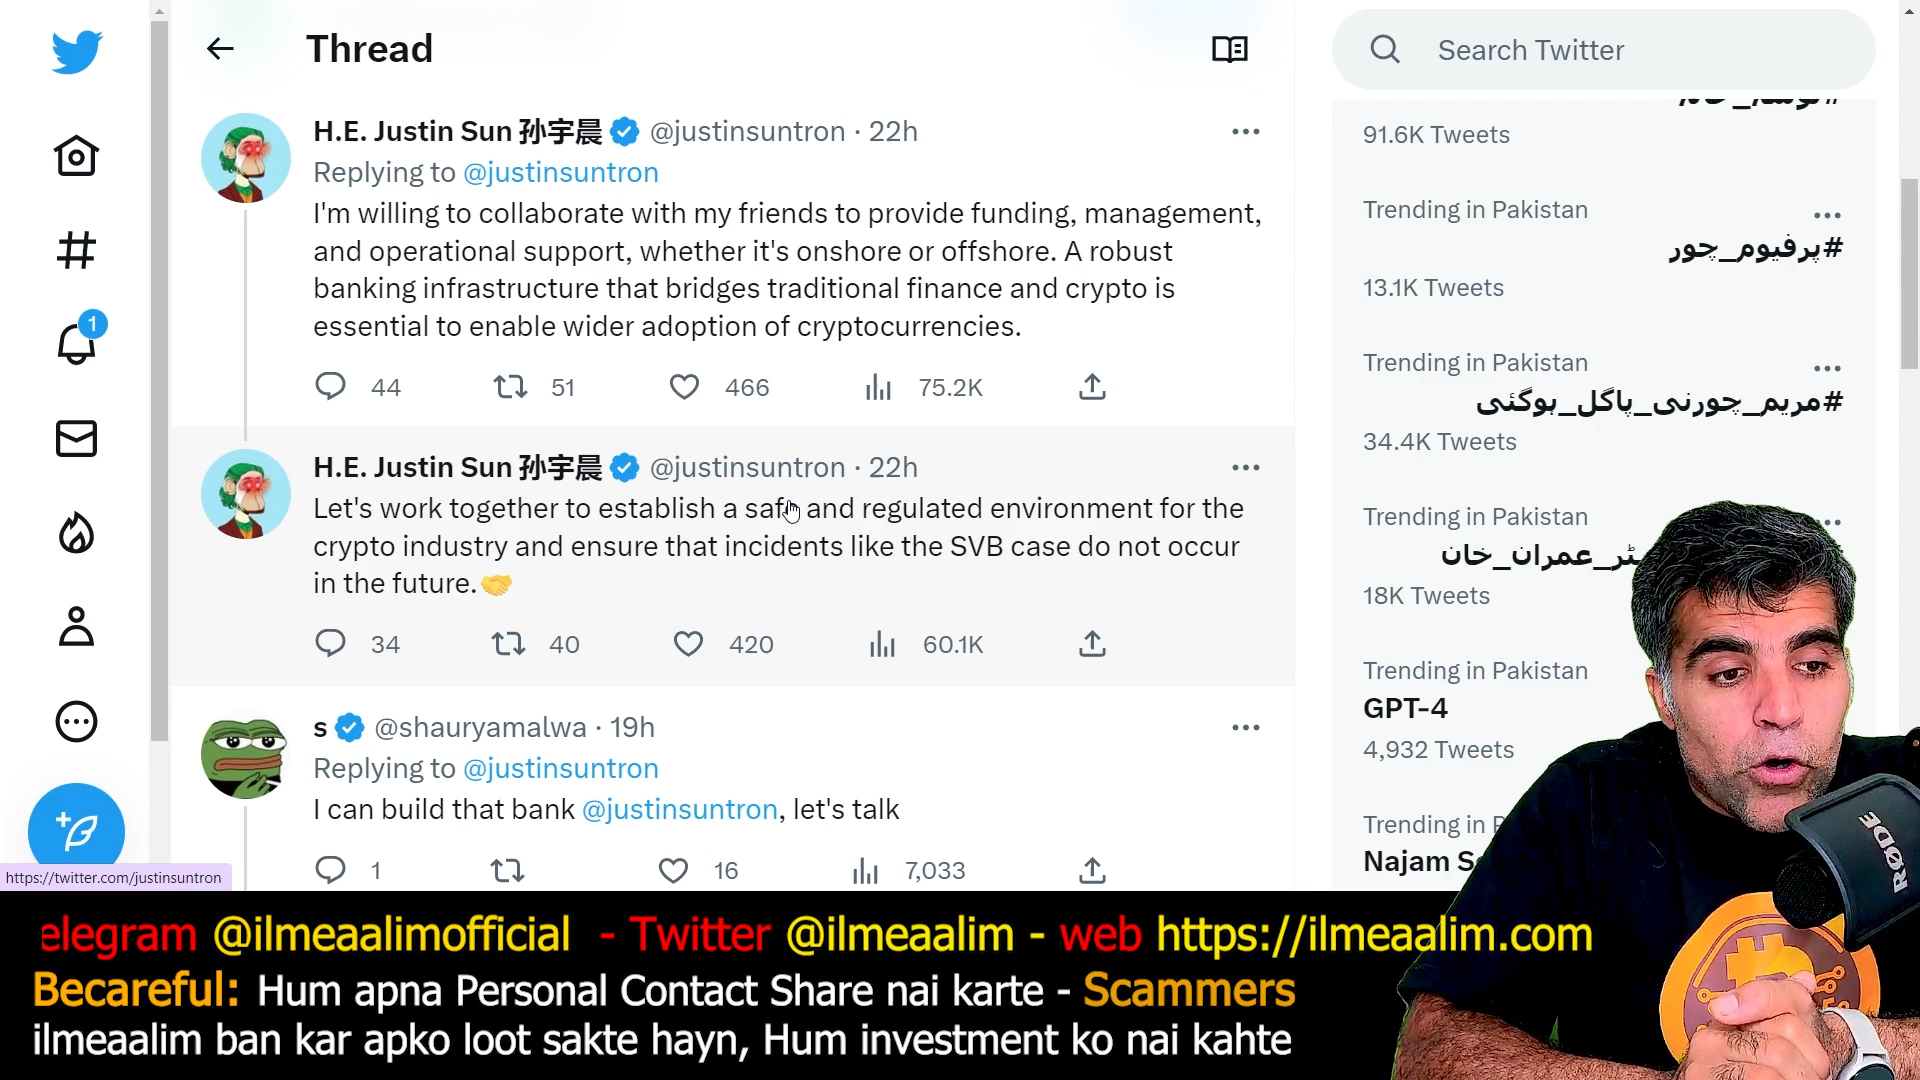 Thread
H.E. Justin Sun 孙宇晨 @justinsuntron · 22h
Replying to @justinsuntron
I'm willing to collaborate with my friends to provide funding, management,
and operational support, whether it's onshore or offshore. A robust
banking infrastructure that bridges traditional finance and crypto is
essential to enable wider adoption of cryptocurrencies.
44 51 466 75.2K
H.E. Justin Sun 孙宇晨 @justinsuntron · 22h
Let's work together to establish a safe and regulated environment for the
crypto industry and ensure that incidents like the SVB case do not occur
in the future.🤝
34 40 420 60.1K
s @shauryamalwa · 19h
Replying to @justinsuntron
I can build that bank @justinsuntron, let's talk
1 16 7,033
1
https://twitter.com/justinsuntron
Search Twitter
91.6K Tweets
Trending in Pakistan
#پرفیوم_چور
13.1K Tweets
Trending in Pakistan
#مریم_چورنی_پاگل_ہوگئی
34.4K Tweets
Trending in Pakistan
عمران_خان
18K Tweets
Trending in Pakistan
GPT-4
4,932 Tweets
Trending in
Najam
RØDE
elegram @ilmeaalimofficial - Twitter @ilmeaalim - web https://ilmeaalim.com
Becareful: Hum apna Personal Contact Share nai karte - Scammers
ilmeaalim ban kar apko loot sakte hayn, Hum investment ko nai kahte